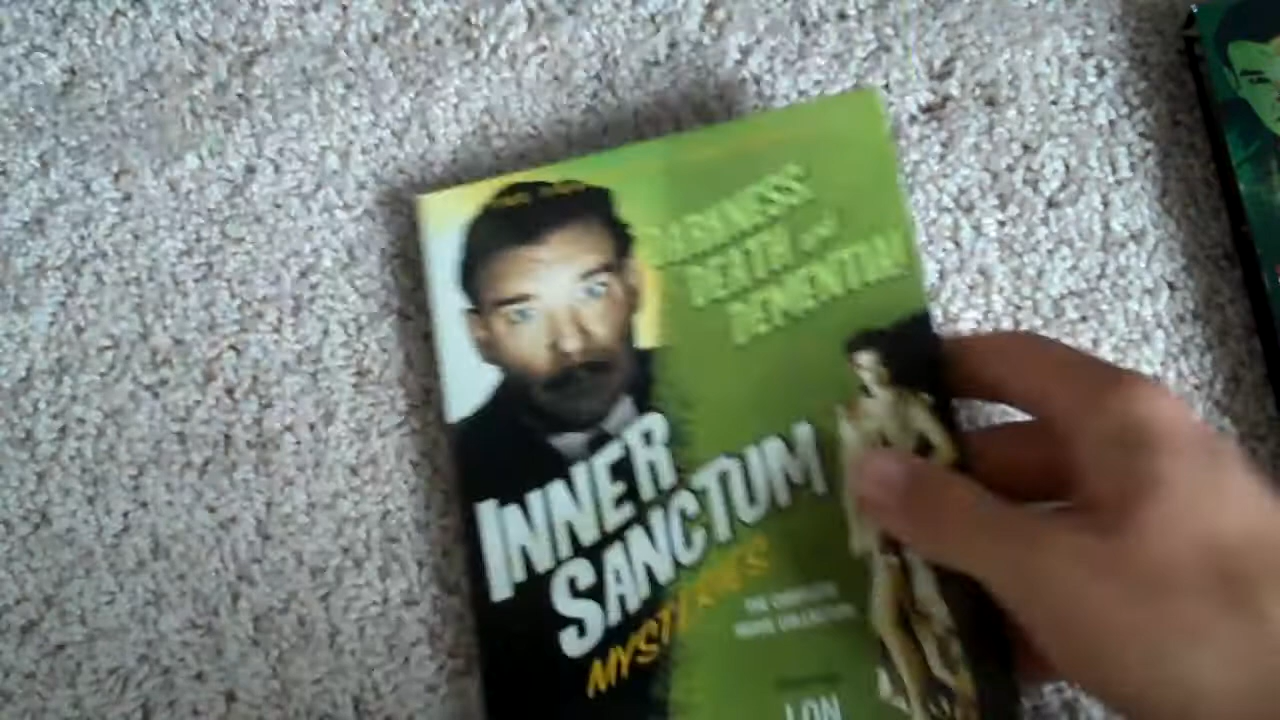 DARKNESS!
DEATH and
DEMENTIA!
INNER
SANCTUM
MYSTERIES
THE COMPLETE
MOVIE COLLECTION
LON